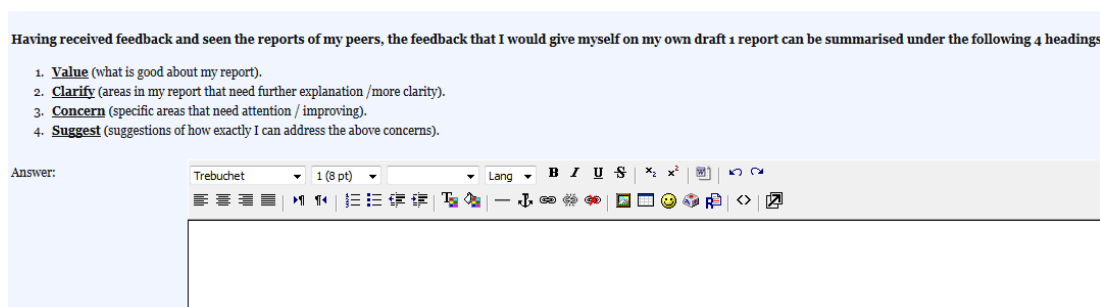 Having received feedback and seen the reports of my peers, the feedback that I would give myself on my own draft 1 report can be summarised under the following 4 headings
1. Value (what is good about my report).
2. Clarify (areas in my report that need further explanation /more clarity).
3. Concern (specific areas that need attention / improving).
4. Suggest (suggestions of how exactly I can address the above concerns).
Answer:
Trebuchet 1 (8 pt) Lang B I U S x₂ x²